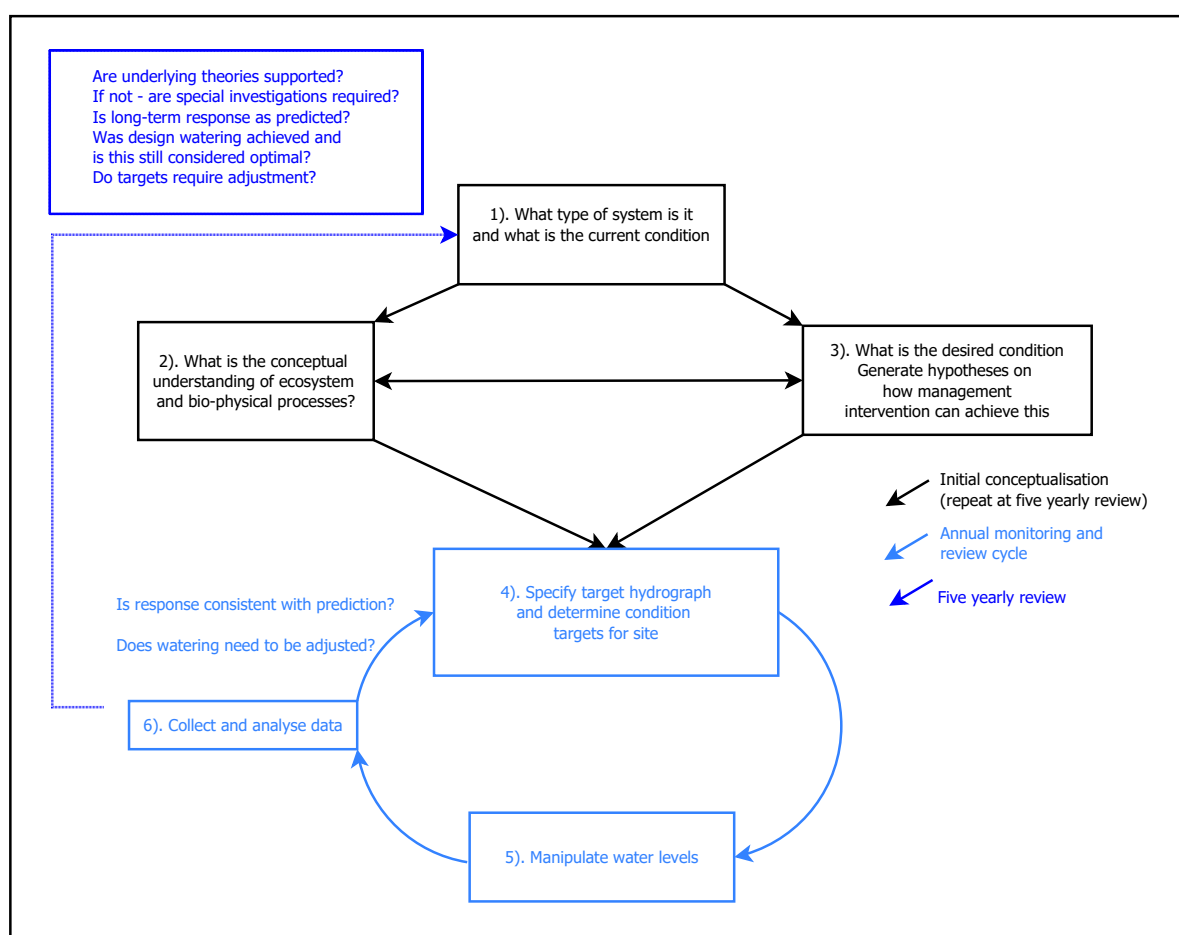 Are underlying theories supported?
If not - are special investigations required?
Is long-term response as predicted?
Was design watering achieved and
is this still considered optimal?
Do targets require adjustment?
1). What type of system is it
and what is the current condition
2). What is the conceptual
understanding of ecosystem
and bio-physical processes?
3). What is the desired condition
Generate hypotheses on
how management
intervention can achieve this
Initial conceptualisation
(repeat at five yearly review)
Annual monitoring and
review cycle
Five yearly review
4). Specify target hydrograph
and determine condition
targets for site
Is response consistent with prediction?
Does watering need to be adjusted?
6). Collect and analyse data
5). Manipulate water levels